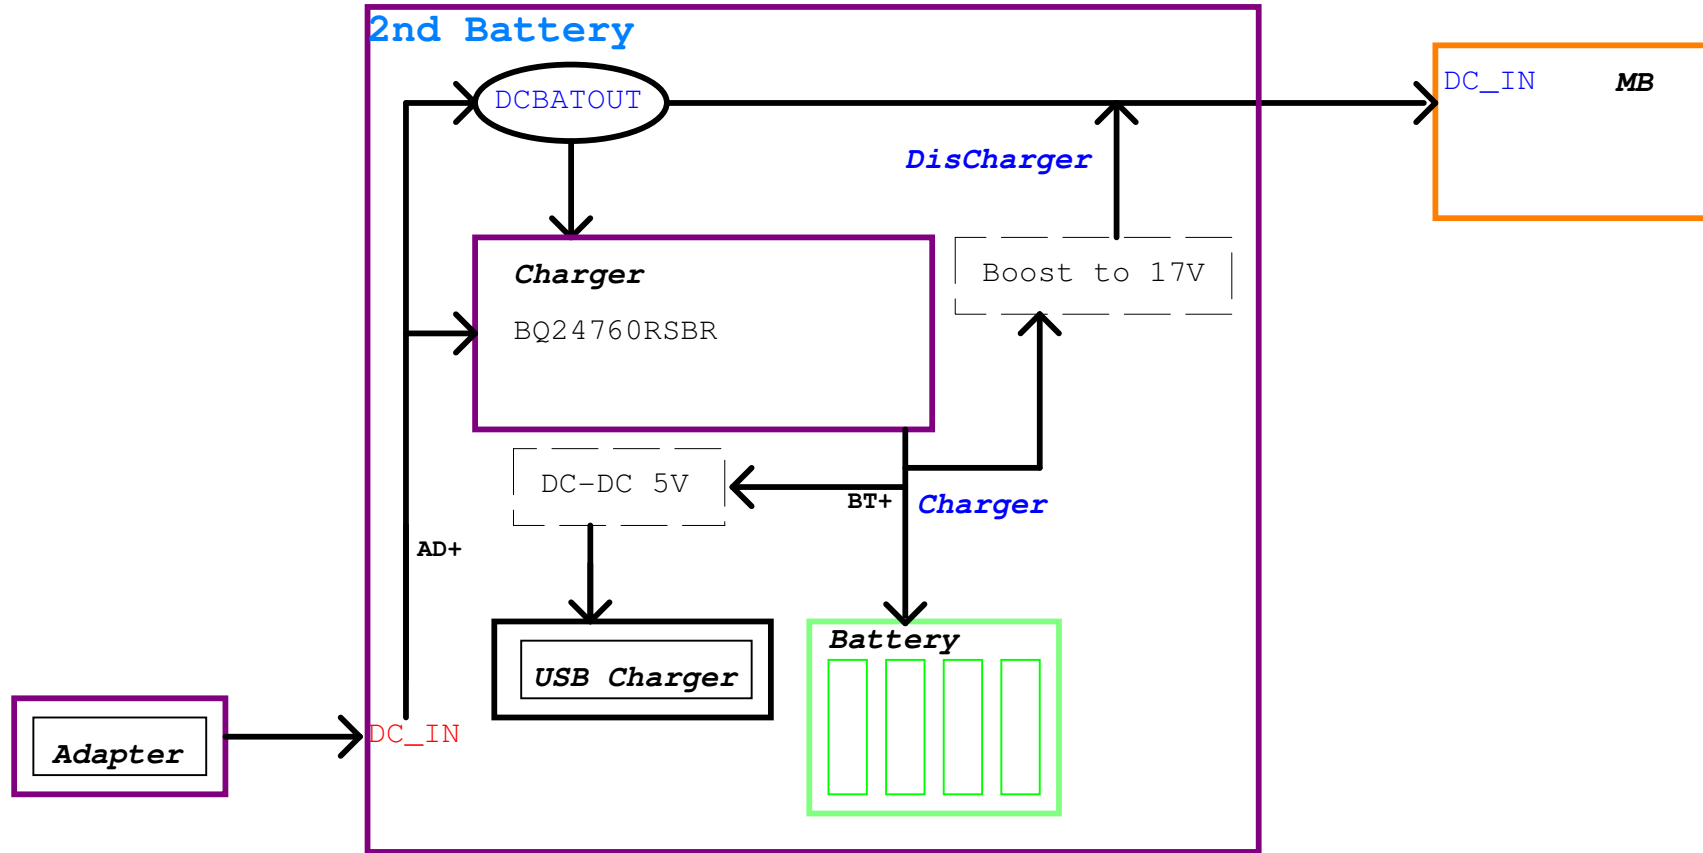 2nd Battery
DCBATOUT
DC_IN
MB
DisCharger
Charger
BQ24760RSBR
Boost to 17V
DC-DC 5V
BT+
Charger
AD+
USB Charger
Battery
Adapter
DC_IN